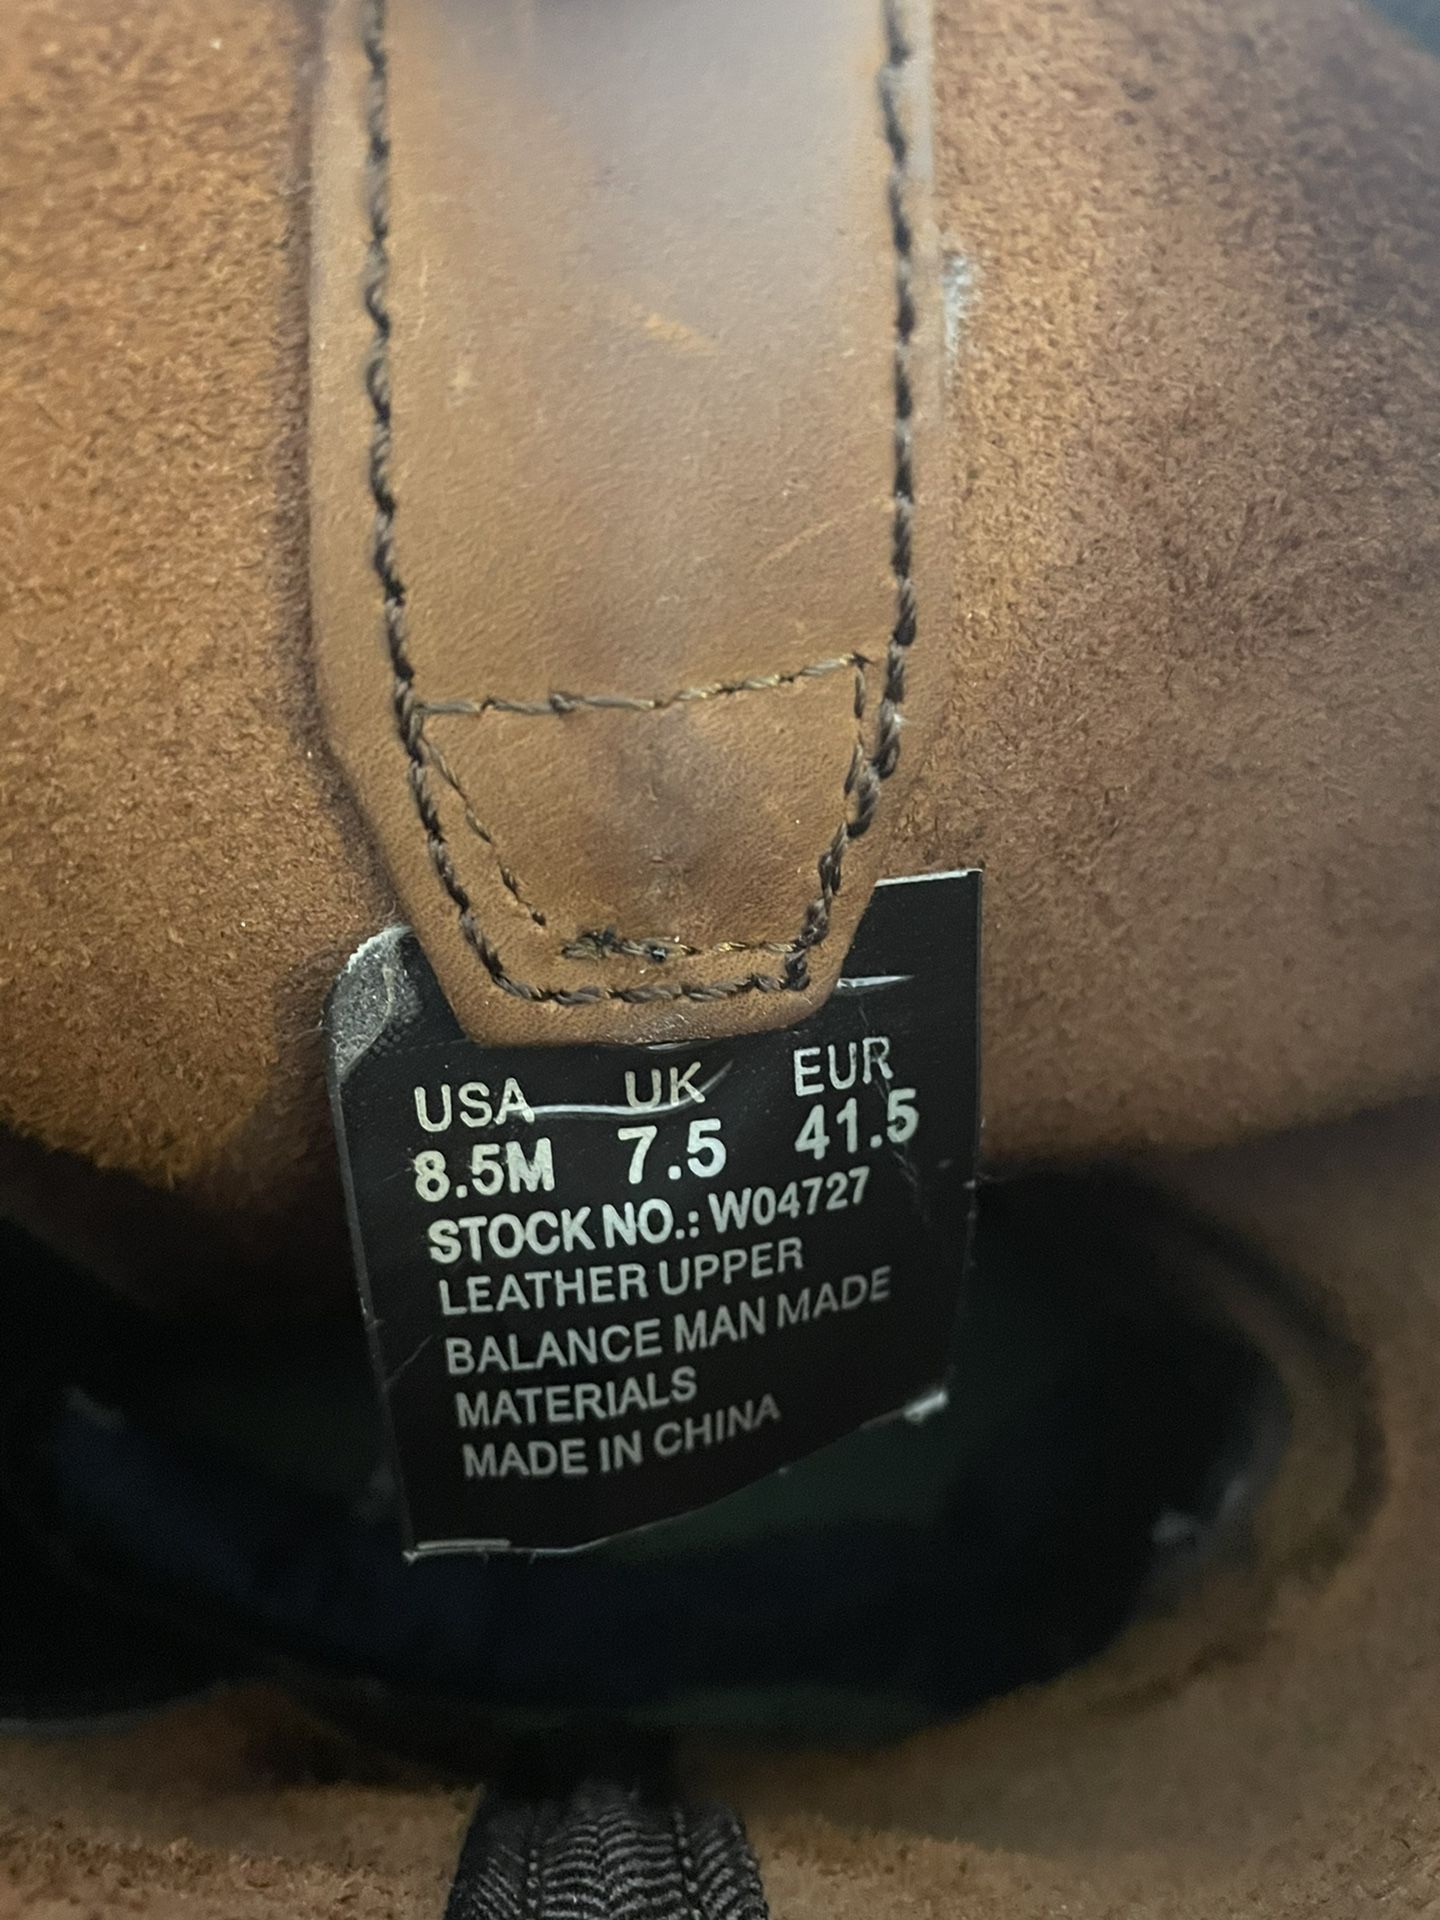 USA UK EUR
8.5M 7.5 41.5
STOCK NO.: W04727
LEATHER UPPER
BALANCE MAN MADE
MATERIALS
MADE IN CHINA